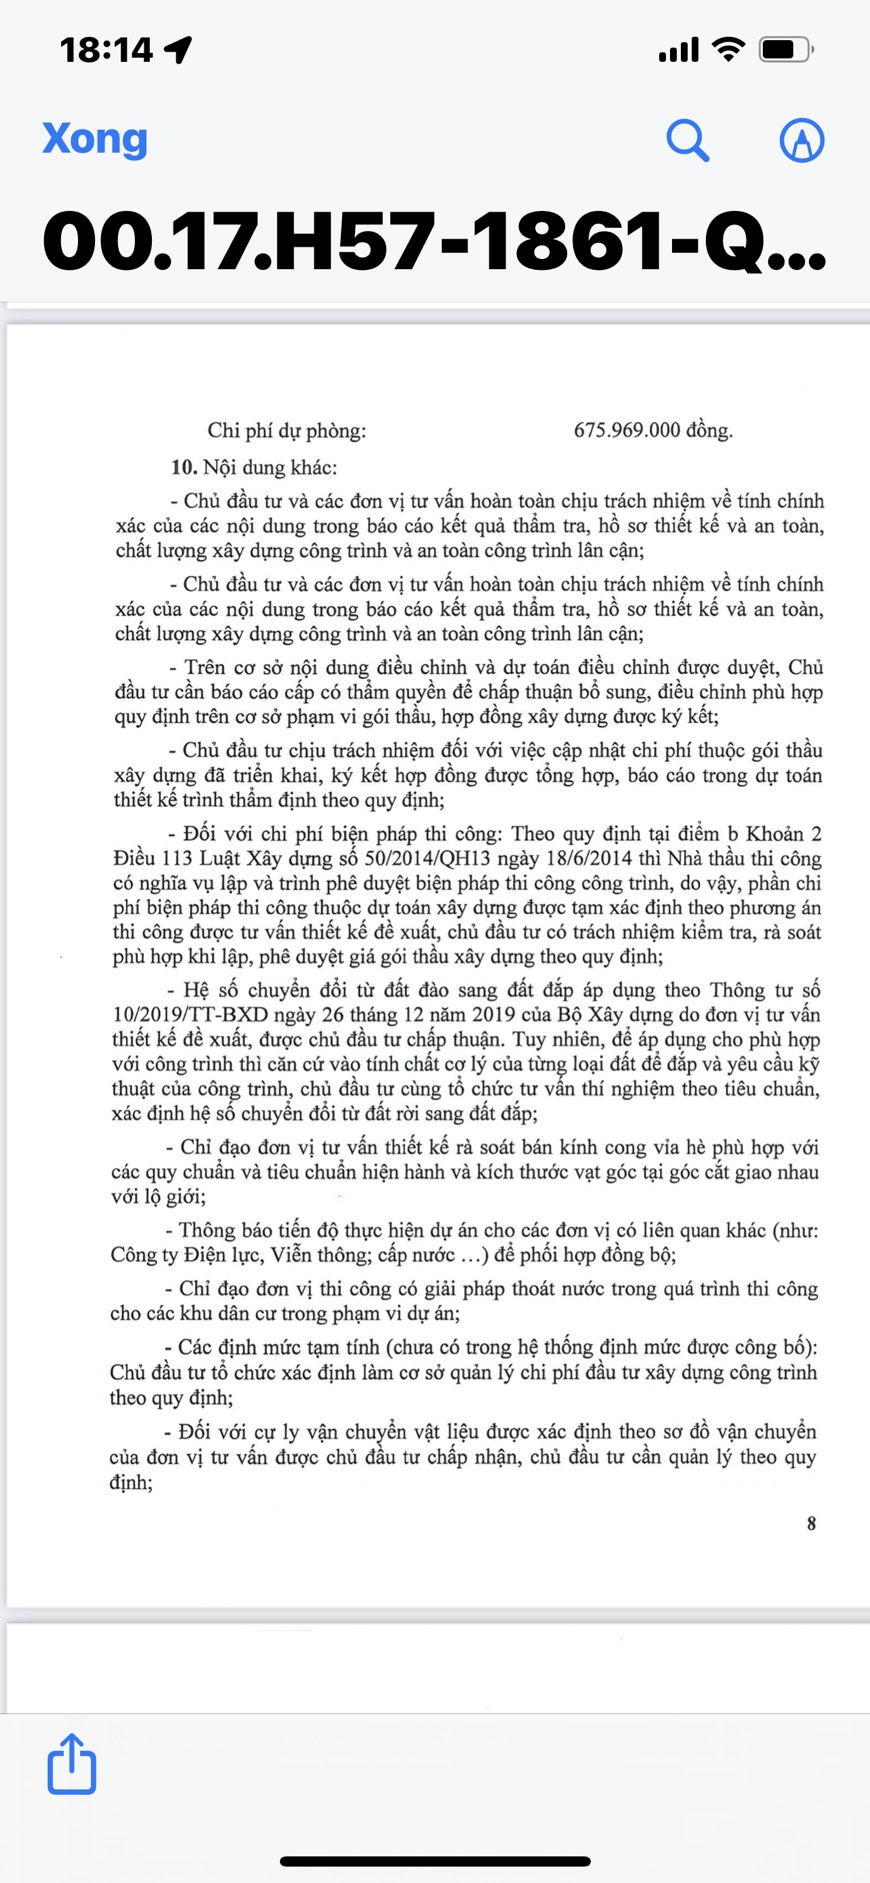 18:14
Xong
00.17.H57-1861-Q...
Chi phí dự phòng: 675.969.000 đồng.
10. Nội dung khác:
- Chủ đầu tư và các đơn vị tư vấn hoàn toàn chịu trách nhiệm về tính chính
xác của các nội dung trong báo cáo kết quả thẩm tra, hồ sơ thiết kế và an toàn,
chất lượng xây dựng công trình và an toàn công trình lân cận;
- Chủ đầu tư và các đơn vị tư vấn hoàn toàn chịu trách nhiệm về tính chính
xác của các nội dung trong báo cáo kết quả thẩm tra, hồ sơ thiết kế và an toàn,
chất lượng xây dựng công trình và an toàn công trình lân cận;
- Trên cơ sở nội dung điều chỉnh và dự toán điều chỉnh được duyệt, Chủ
đầu tư cần báo cáo cấp có thẩm quyền để chấp thuận bổ sung, điều chỉnh phù hợp
quy định trên cơ sở phạm vi gói thầu, hợp đồng xây dựng được ký kết;
- Chủ đầu tư chịu trách nhiệm đối với việc cập nhật chi phí thuộc gói thầu
xây dựng đã triển khai, ký kết hợp đồng được tổng hợp, báo cáo trong dự toán
thiết kế trình thẩm định theo quy định;
- Đối với chi phí biện pháp thi công: Theo quy định tại điểm b Khoản 2
Điều 113 Luật Xây dựng số 50/2014/QH13 ngày 18/6/2014 thì Nhà thầu thi công
có nghĩa vụ lập và trình phê duyệt biện pháp thi công công trình, do vậy, phần chi
phí biện pháp thi công thuộc dự toán xây dựng được tạm xác định theo phương án
thi công được tư vấn thiết kế đề xuất, chủ đầu tư có trách nhiệm kiểm tra, rà soát
phù hợp khi lập, phê duyệt giá gói thầu xây dựng theo quy định;
- Hệ số chuyển đổi từ đất đào sang đất đắp áp dụng theo Thông tư số
10/2019/TT-BXD ngày 26 tháng 12 năm 2019 của Bộ Xây dựng do đơn vị tư vấn
thiết kế đề xuất, được chủ đầu tư chấp thuận. Tuy nhiên, để áp dụng cho phù hợp
với công trình thì căn cứ vào tính chất cơ lý của từng loại đất để đắp và yêu cầu kỹ
thuật của công trình, chủ đầu tư cùng tổ chức tư vấn thí nghiệm theo tiêu chuẩn,
xác định hệ số chuyển đổi từ đất rời sang đất đắp;
- Chỉ đạo đơn vị tư vấn thiết kế rà soát bán kính cong vỉa hè phù hợp với
các quy chuẩn và tiêu chuẩn hiện hành và kích thước vạt góc tại góc cắt giao nhau
với lộ giới;
- Thông báo tiến độ thực hiện dự án cho các đơn vị có liên quan khác (như:
Công ty Điện lực, Viễn thông; cấp nước …) để phối hợp đồng bộ;
- Chỉ đạo đơn vị thi công có giải pháp thoát nước trong quá trình thi công
cho các khu dân cư trong phạm vi dự án;
- Các định mức tạm tính (chưa có trong hệ thống định mức được công bố):
Chủ đầu tư tổ chức xác định làm cơ sở quản lý chi phí đầu tư xây dựng công trình
theo quy định;
- Đối với cự ly vận chuyển vật liệu được xác định theo sơ đồ vận chuyển
của đơn vị tư vấn được chủ đầu tư chấp nhận, chủ đầu tư cần quản lý theo quy
định;
8